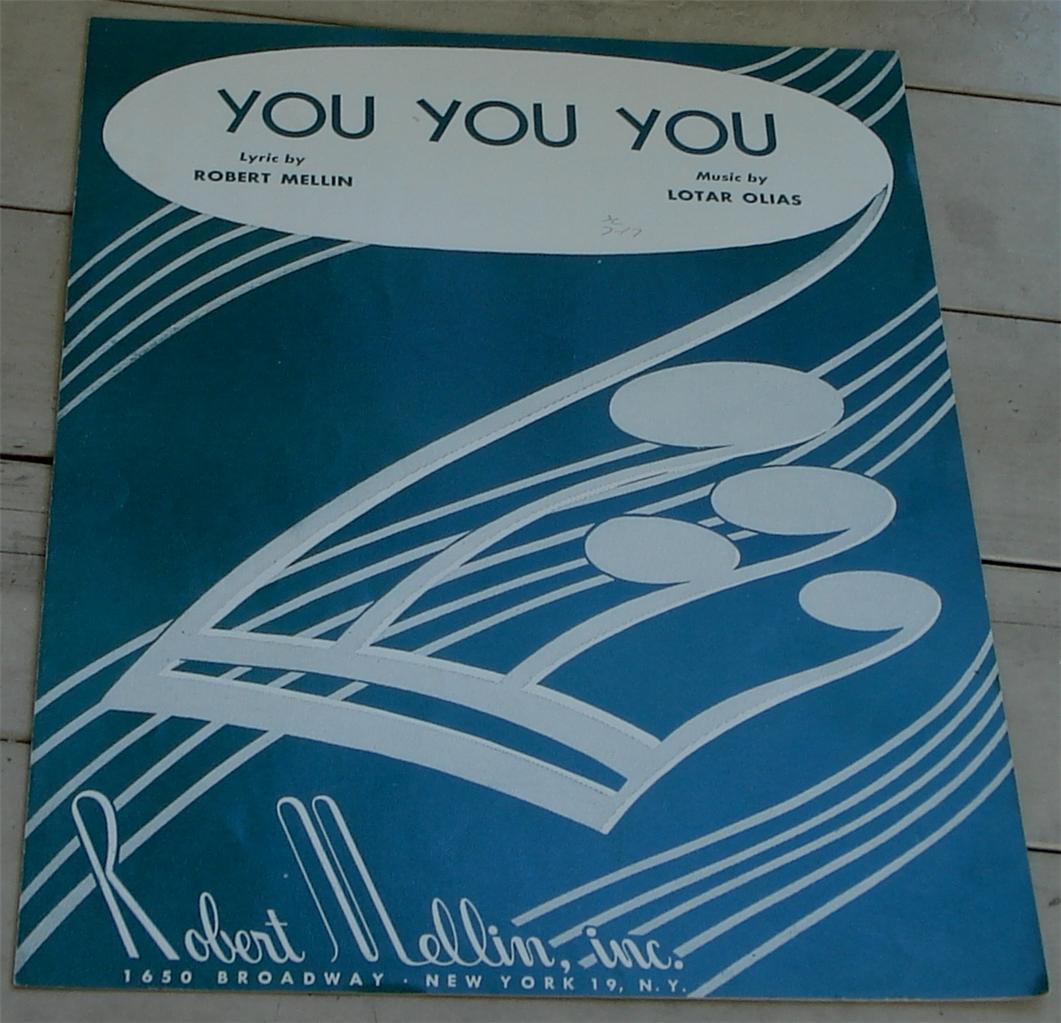 YOU YOU YOU
Lyric by
ROBERT MELLIN
Music by
LOTAR OLIAS
Robert Mellin, inc.
1650 BROADWAY · NEW YORK 19, N.Y.